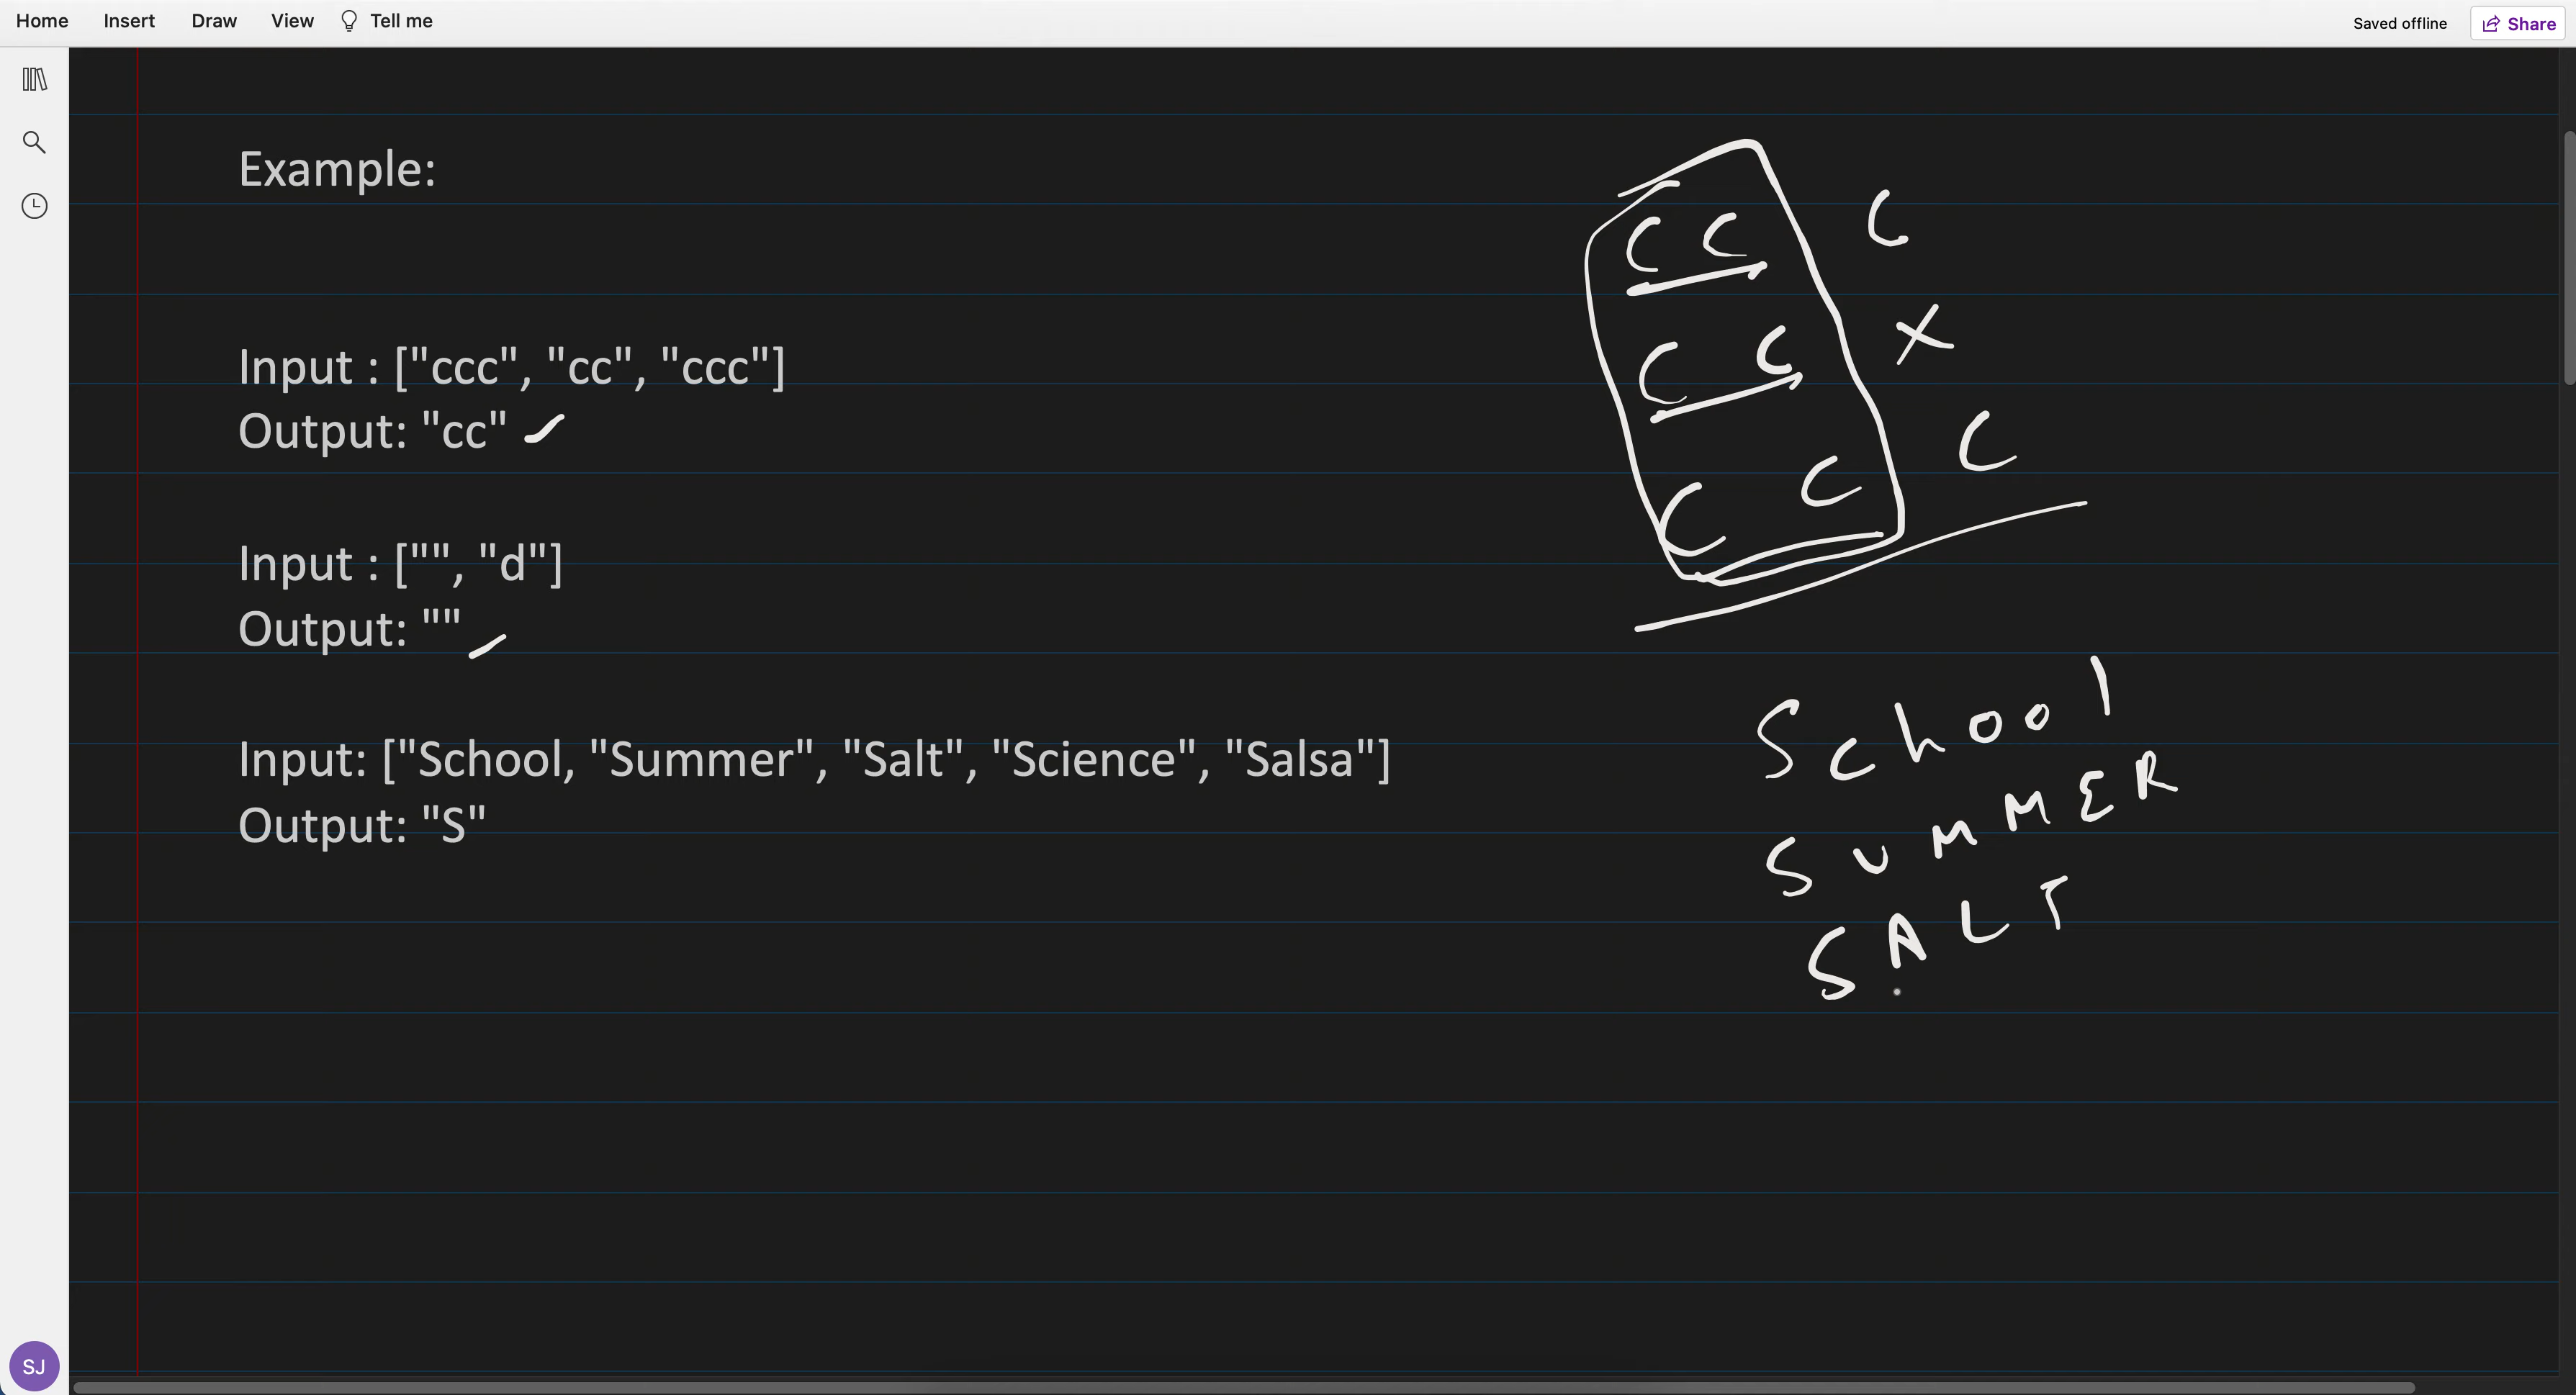 Home Insert Draw View Tell me Saved offline Share
Example:
Input : ["ccc", "cc", "ccc"]
Output: "cc"
Input : ["", "d"]
Output: ""
Input: ["School, "Summer", "Salt", "Science", "Salsa"]
Output: "S"
C C C
C C X
C C C
School
SUMMER
SALT
SJ